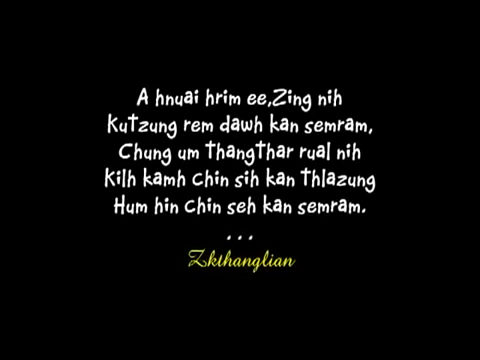 A hnuai hrim ee,Zing nih
Kutzung rem dawh kan semram,
Chung um thangthar rual nih
Kilh kamh Chin sih kan thlazung
Hum hin Chin seh kan semram.
...
Zkthanglian